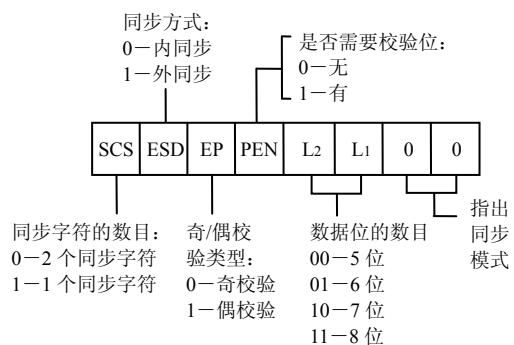 同步方式：
0－内同步
1－外同步
是否需要校验位：
0－无
1－有
SCS ESD EP PEN L2 L1 0 0
同步字符的数目：
0－2 个同步字符
1－1 个同步字符
奇/偶校
验类型：
0－奇校验
1－偶校验
数据位的数目
00－5 位
01－6 位
10－7 位
11－8 位
指出
同步
模式